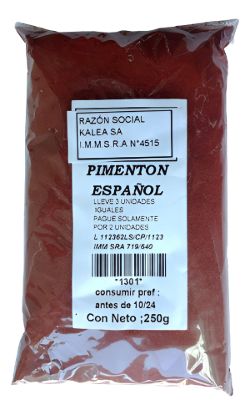 RAZÓN SOCIAL
KALEA SA
I.M.M S.R.A N°4515
PIMENTON
ESPAÑOL
LLEVE 3 UNIDADES
IGUALES
PAGUE SOLAMENTE
POR 2 UNIDADES
L 112362LS/CP/1123
IMM SRA 719/640
*1301*
consumir pref :
antes de 10/24
Con Neto ;250g